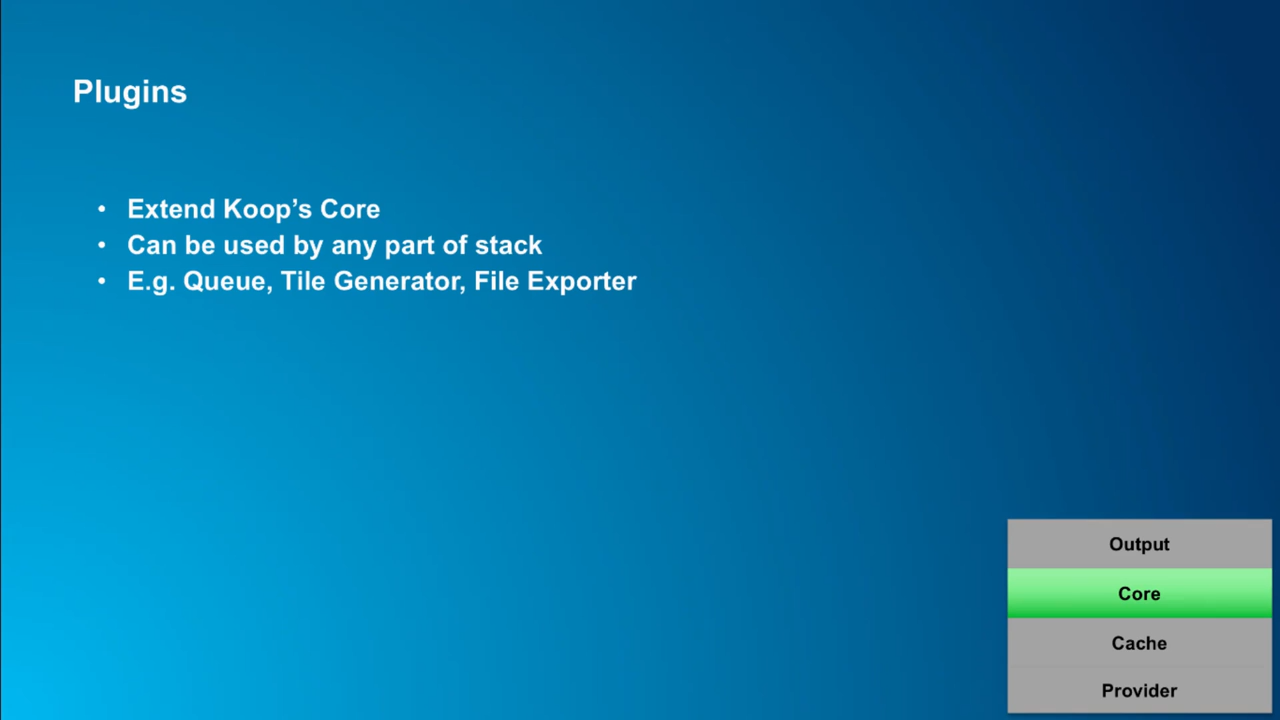 Plugins
• Extend Koop’s Core
• Can be used by any part of stack
• E.g. Queue, Tile Generator, File Exporter
Output
Core
Cache
Provider